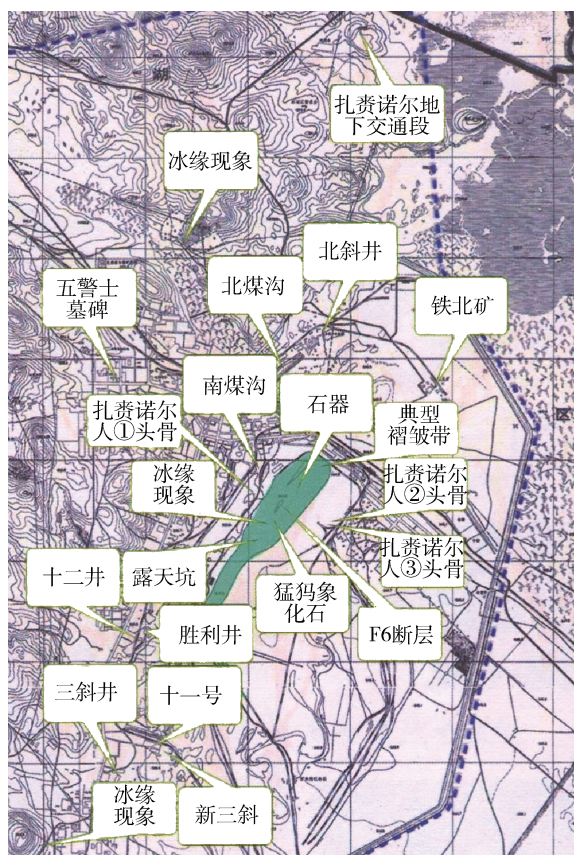 湖
扎赉诺尔地
下交通段
冰缘现象
北斜井
北煤沟
五警士
墓碑
铁北矿
南煤沟
石器
典型
褶皱带
扎赉诺尔
人①头骨
冰缘
现象
扎赉诺尔
人②头骨
扎赉诺尔
人③头骨
十二井
露天坑
猛犸象
化石
胜利井
F6断层
三斜井
十一号
冰缘
现象
新三斜
区